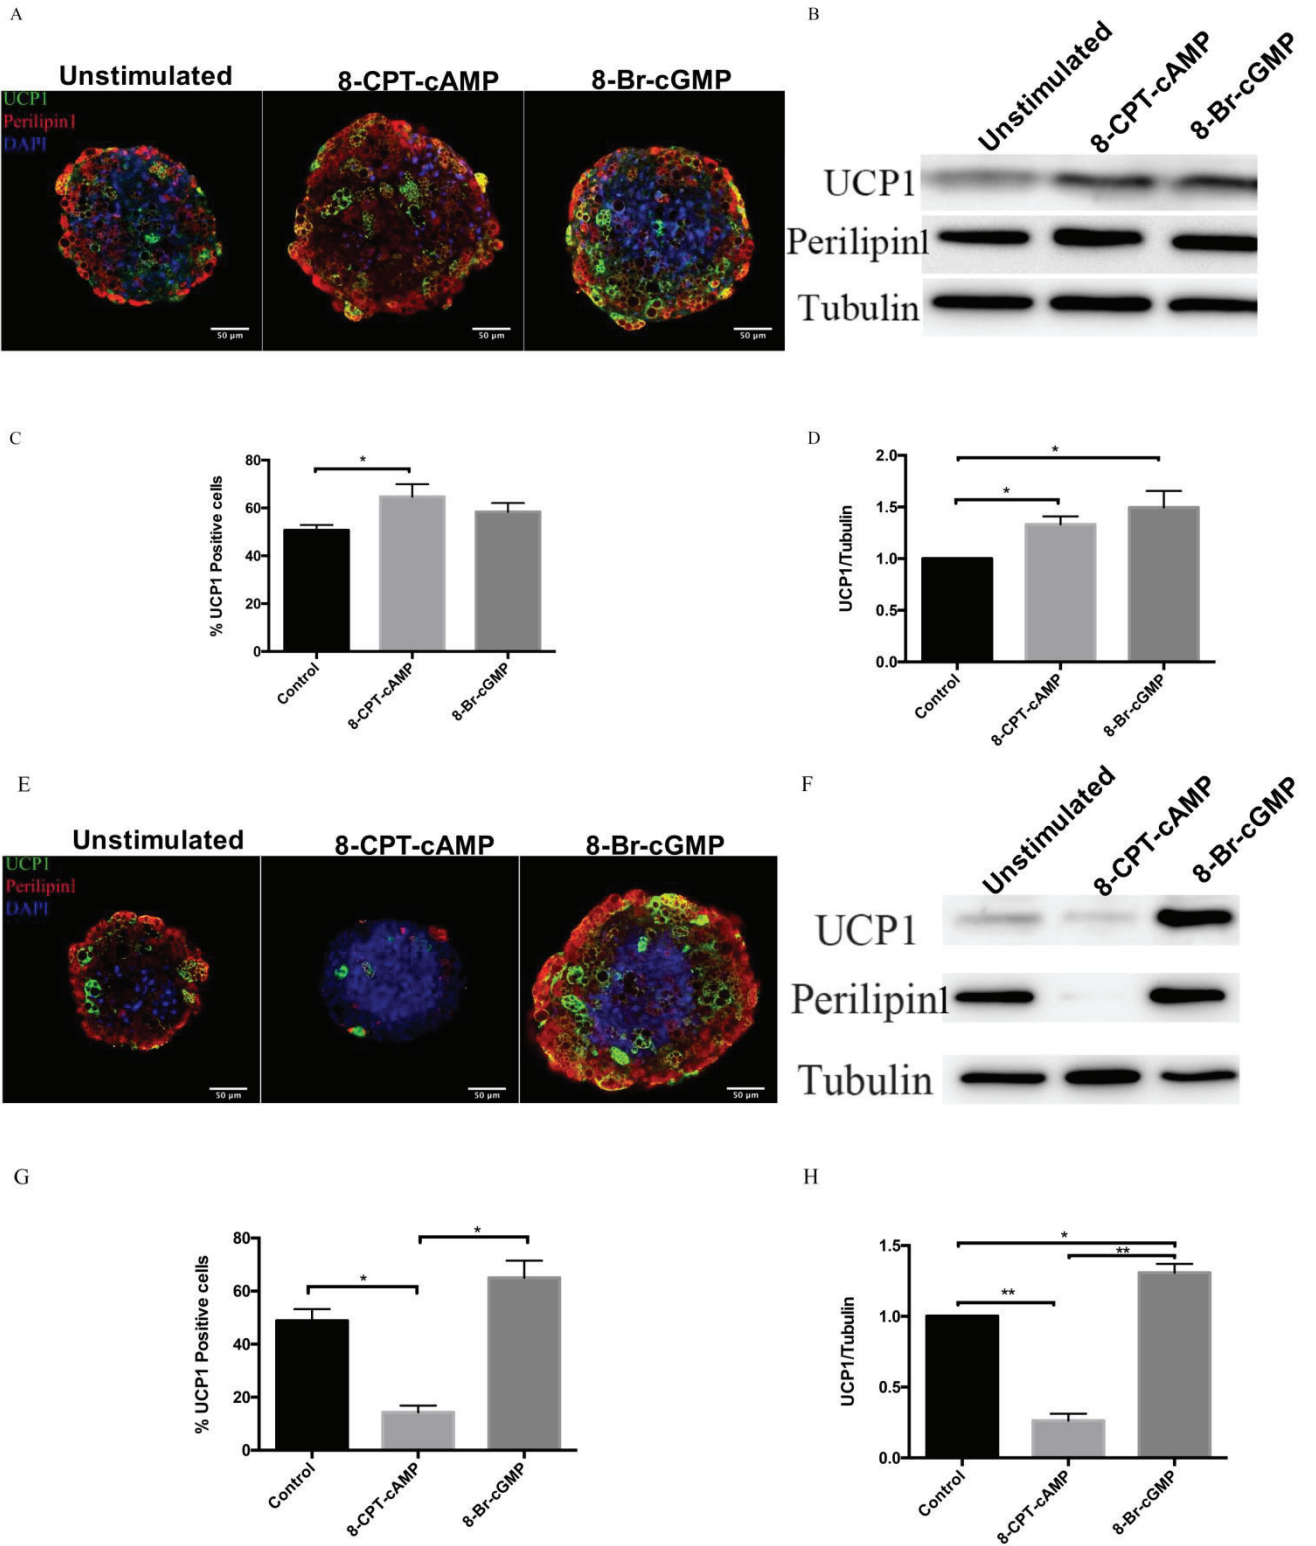 A
Unstimulated
8-CPT-cAMP
8-Br-cGMP
UCP1
Perilipin1
DAPI
50 μm
50 μm
50 μm
B
Unstimulated
8-CPT-cAMP
8-Br-cGMP
UCP1
Perilipin1
Tubulin
C
80
60
40
20
0
% UCP1 Positive cells
*
Control
8-CPT-cAMP
8-Br-cGMP
D
2.0
1.5
1.0
0.5
0.0
UCP1/Tubulin
*
*
Control
8-CPT-cAMP
8-Br-cGMP
E
Unstimulated
8-CPT-cAMP
8-Br-cGMP
UCP1
Perilipin1
DAPI
50 μm
50 μm
50 μm
F
Unstimulated
8-CPT-cAMP
8-Br-cGMP
UCP1
Perilipin1
Tubulin
G
80
60
40
20
0
% UCP1 Positive cells
*
*
Control
8-CPT-cAMP
8-Br-cGMP
H
1.5
1.0
0.5
0.0
UCP1/Tubulin
*
**
**
Control
8-CPT-cAMP
8-Br-cGMP